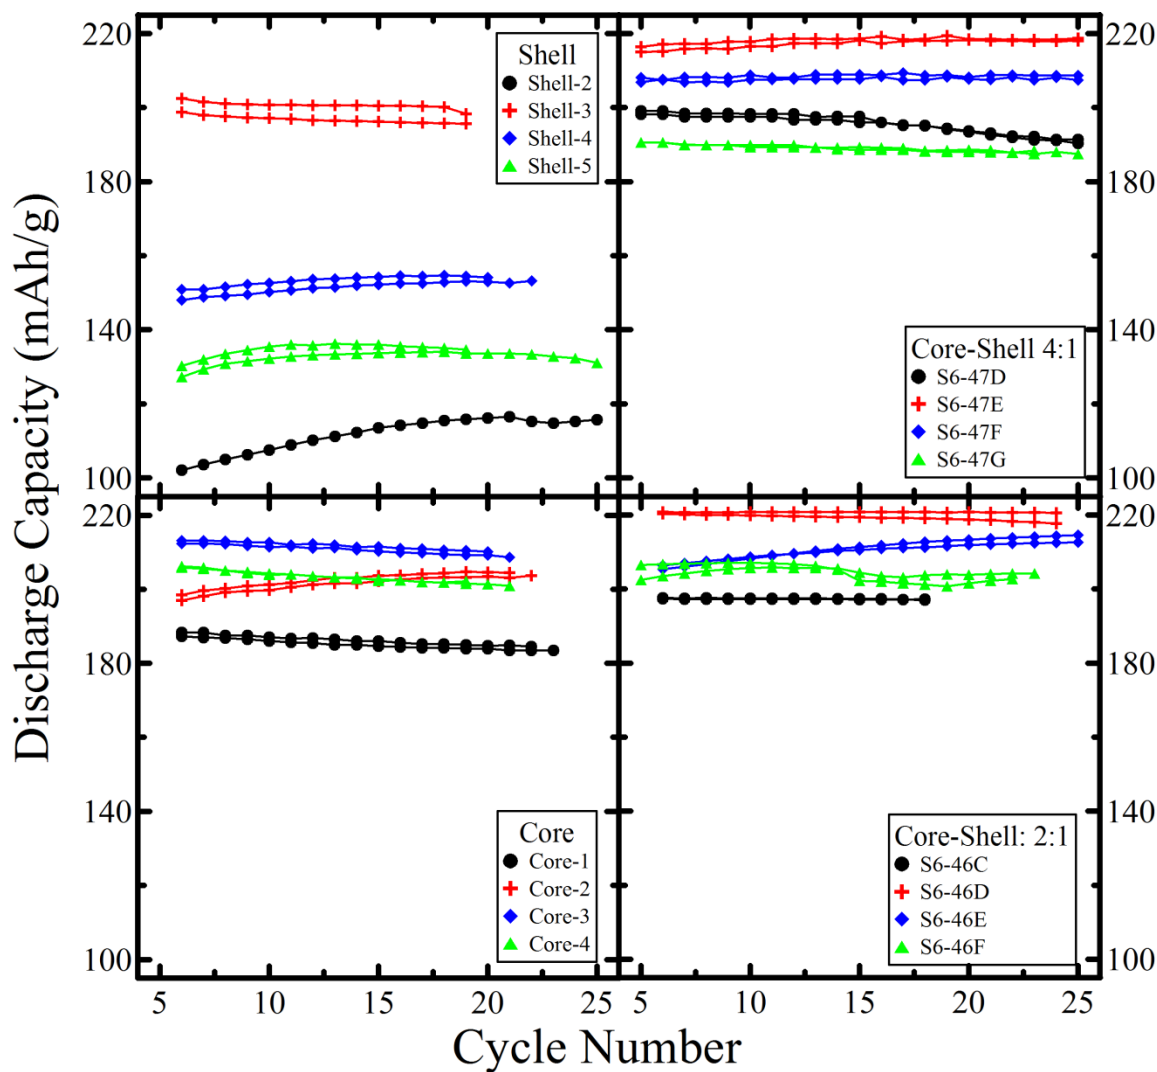 Discharge Capacity (mAh/g)
220
180
140
100
Shell
Shell-2
Shell-3
Shell-4
Shell-5
220
180
140
100
Core-Shell 4:1
S6-47D
S6-47E
S6-47F
S6-47G
220
180
140
100
Core
Core-1
Core-2
Core-3
Core-4
220
180
140
100
Core-Shell: 2:1
S6-46C
S6-46D
S6-46E
S6-46F
5 10 15 20 25
5 10 15 20 25
Cycle Number